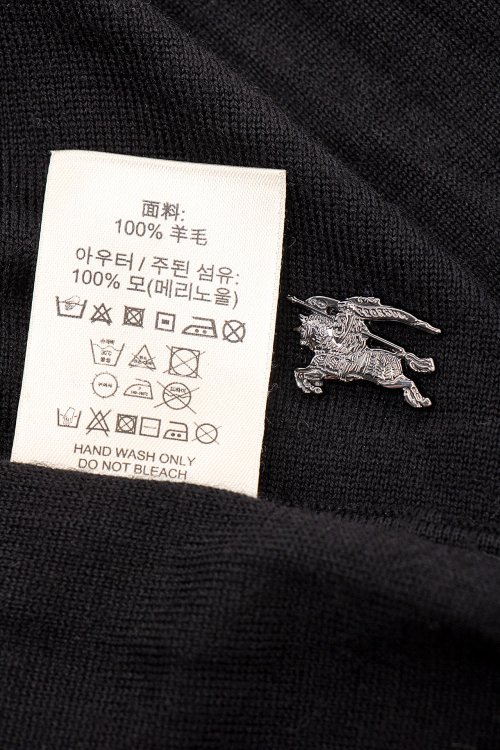 面料:
100% 羊毛
아우터 / 주된 섬유:
100% 모(메리노울)
HAND WASH ONLY
DO NOT BLEACH